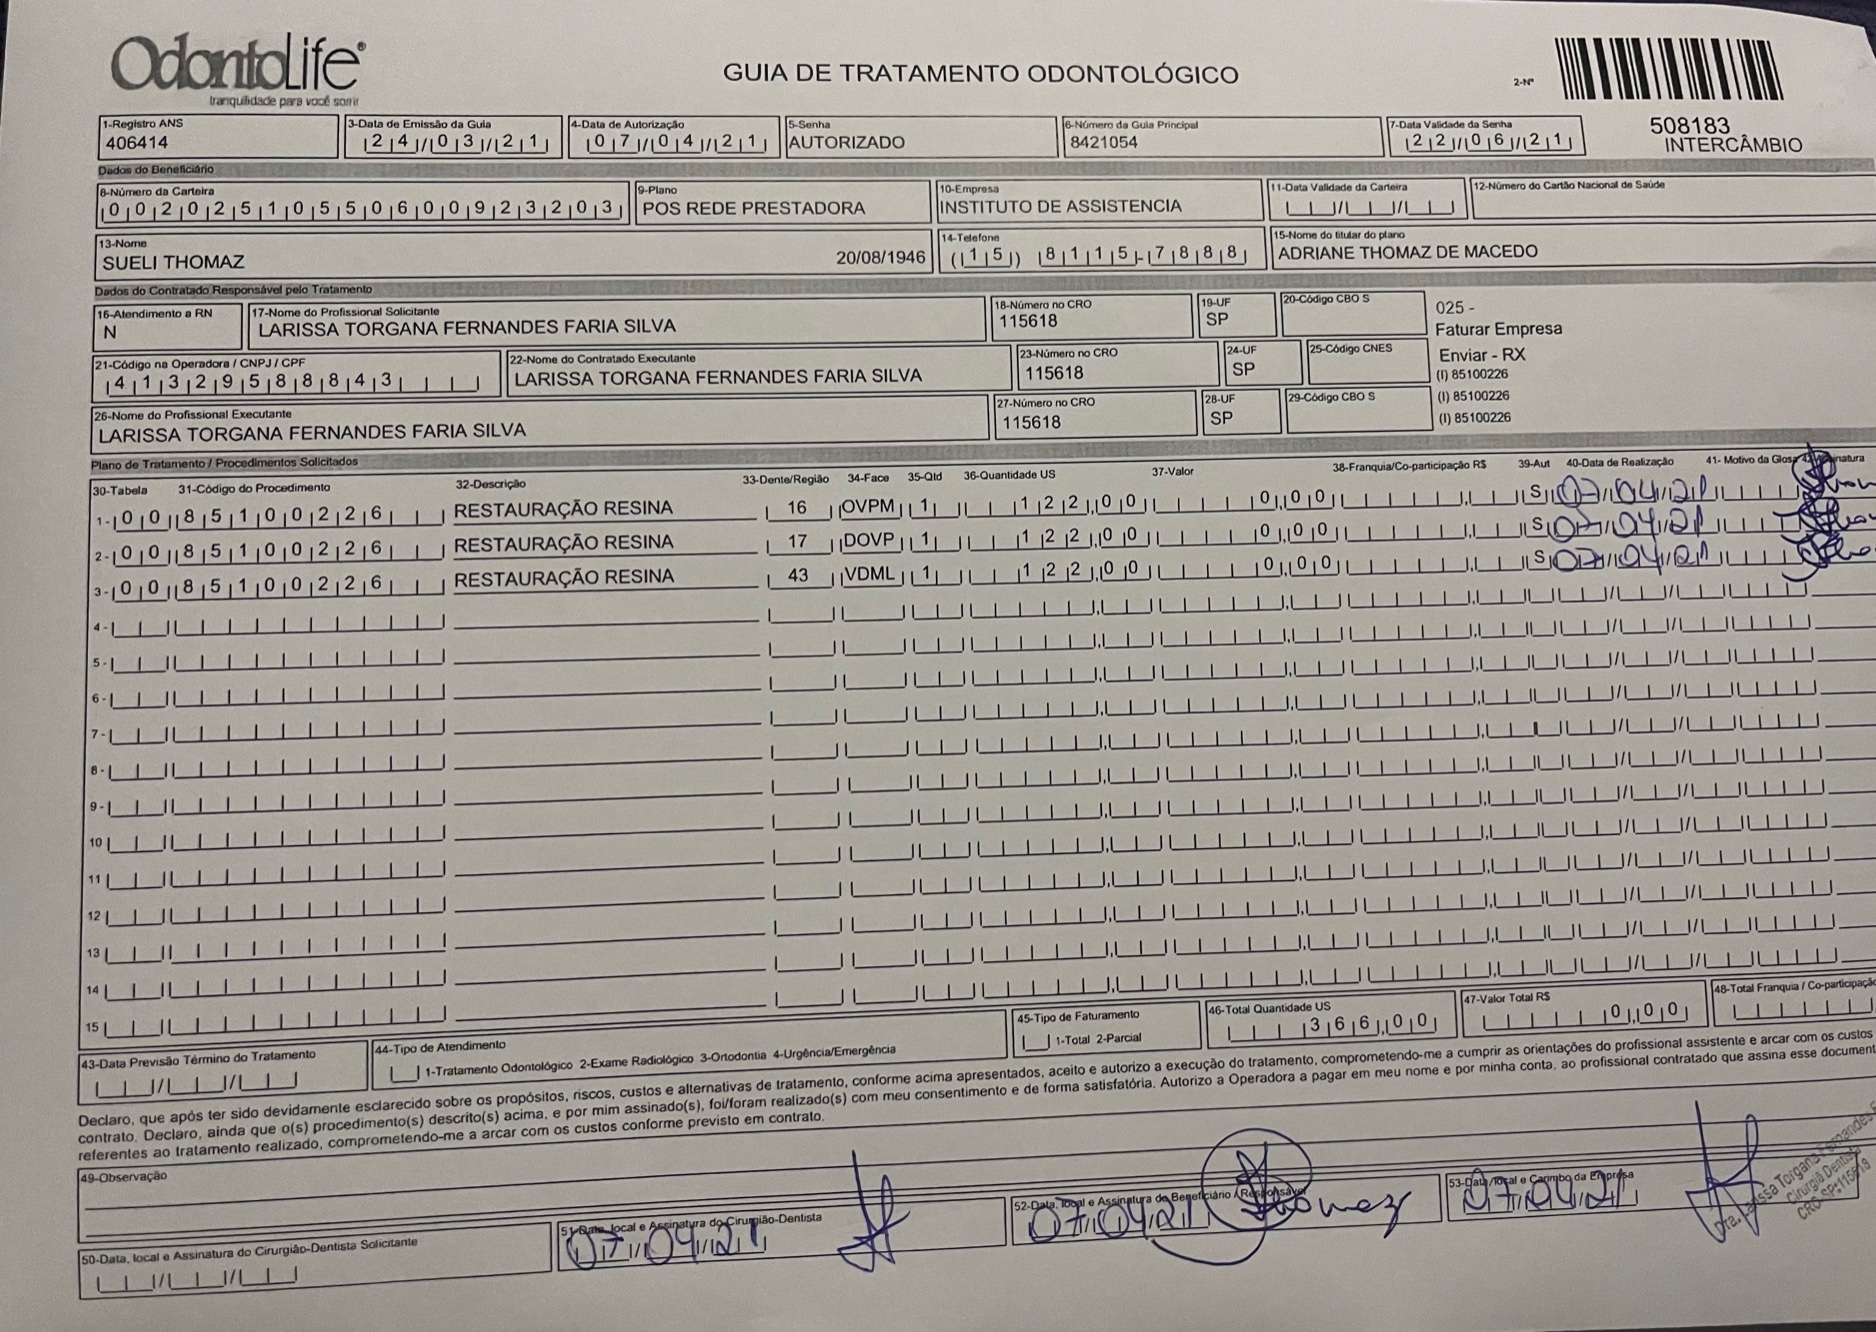 OdontoLife®
tranquilidade para você sorrir
GUIA DE TRATAMENTO ODONTOLÓGICO
2-Nº
508183
INTERCÂMBIO
1-Registro ANS
406414
3-Data de Emissão da Guia
24/03/21
4-Data de Autorização
07/04/21
5-Senha
AUTORIZADO
6-Número da Guia Principal
8421054
7-Data Validade da Senha
22/06/21
Dados do Beneficiário
8-Número da Carteira
00202510550600923203
9-Plano
POS REDE PRESTADORA
10-Empresa
INSTITUTO DE ASSISTENCIA
11-Data Validade da Carteira
12-Número do Cartão Nacional de Saúde
13-Nome
SUELI THOMAZ 20/08/1946
14-Telefone
(15) 8115-7888
15-Nome do titular do plano
ADRIANE THOMAZ DE MACEDO
Dados do Contratado Responsável pelo Tratamento
16-Atendimento a RN
N
17-Nome do Profissional Solicitante
LARISSA TORGANA FERNANDES FARIA SILVA
18-Número no CRO
115618
19-UF
SP
20-Código CBO S
025 -
Faturar Empresa
Enviar - RX
(I) 85100226
(I) 85100226
(I) 85100226
21-Código na Operadora / CNPJ / CPF
41329588843
22-Nome do Contratado Executante
LARISSA TORGANA FERNANDES FARIA SILVA
23-Número no CRO
115618
24-UF
SP
25-Código CNES
26-Nome do Profissional Executante
LARISSA TORGANA FERNANDES FARIA SILVA
27-Número no CRO
115618
28-UF
SP
29-Código CBO S
Plano de Tratamento / Procedimentos Solicitados
30-Tabela 31-Código do Procedimento 32-Descrição 33-Dente/Região 34-Face 35-Qtd 36-Quantidade US 37-Valor 38-Franquia/Co-participação R$ 39-Aut 40-Data de Realização 41- Motivo da Glosa
1- 00 85100226 RESTAURAÇÃO RESINA 16 OVPM 1 122,00 0,00 S 07/04/21
2- 00 85100226 RESTAURAÇÃO RESINA 17 DOVP 1 122,00 0,00 S 07/04/21
3- 00 85100226 RESTAURAÇÃO RESINA 43 VDML 1 122,00 0,00 S 07/04/21
4-
5-
6-
7-
8-
9-
10
11
12
13
14
15
43-Data Previsão Término do Tratamento
44-Tipo de Atendimento
1-Tratamento Odontológico 2-Exame Radiológico 3-Ortodontia 4-Urgência/Emergência
45-Tipo de Faturamento
1-Total 2-Parcial
46-Total Quantidade US
366,00
47-Valor Total R$
0,00
48-Total Franquia / Co-participação
Declaro, que após ter sido devidamente esclarecido sobre os propósitos, riscos, custos e alternativas de tratamento, conforme acima apresentados, aceito e autorizo a execução do tratamento, comprometendo-me a cumprir as orientações do profissional assistente e arcar com os custos
contrato. Declaro, ainda que o(s) procedimento(s) descrito(s) acima, e por mim assinado(s), foi/foram realizado(s) com meu consentimento e de forma satisfatória. Autorizo a Operadora a pagar em meu nome e por minha conta, ao profissional contratado que assina esse document
referentes ao tratamento realizado, comprometendo-me a arcar com os custos conforme previsto em contrato.
49-Observação
50-Data, local e Assinatura do Cirurgião-Dentista Solicitante
51-Data, local e Assinatura do Cirurgião-Dentista
07/04/21
52-Data, local e Assinatura do Beneficiário / Responsável
07/04/21 Thomaz
53-Data, local e Carimbo da Empresa
07/04/21
Dra. Larissa Torgana Fernandes F
Cirurgiã Dentista
CRO-SP:115618